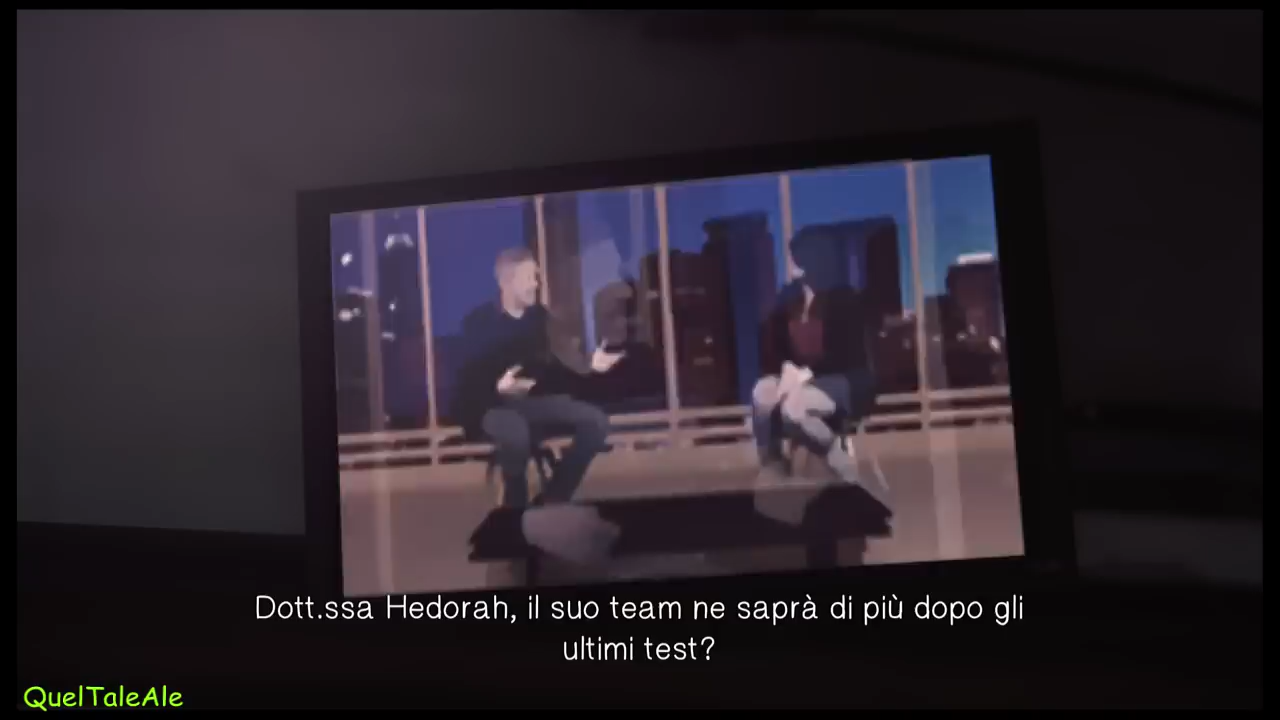 Dott.ssa Hedorah, il suo team ne saprà di più dopo gli
ultimi test?
QuelTaleAle